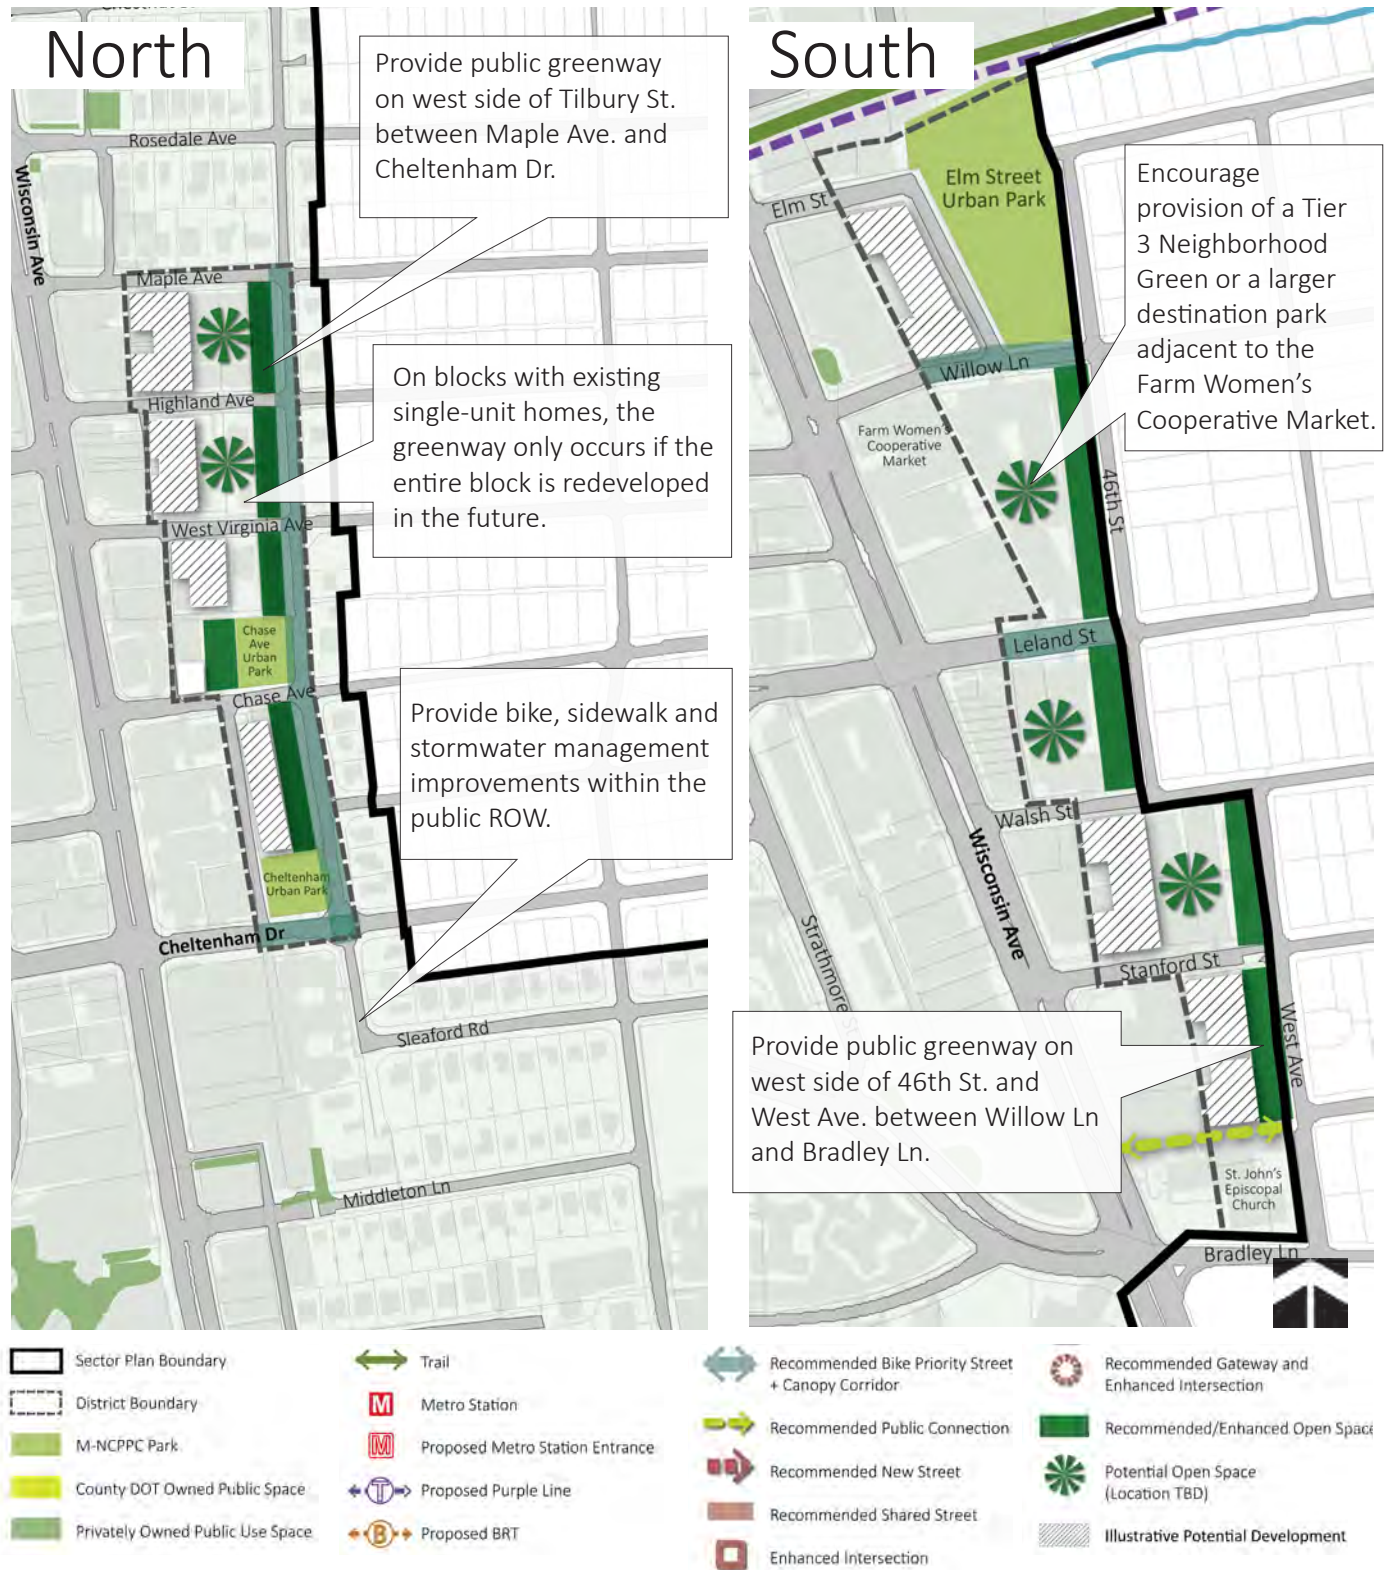 North
Provide public greenway
on west side of Tilbury St.
between Maple Ave. and
Cheltenham Dr.
Rosedale Ave
Wisconsin Ave
Maple Ave
On blocks with existing
single-unit homes, the
greenway only occurs if the
entire block is redeveloped
in the future.
Highland Ave
West Virginia Ave
Chase
Ave
Urban
Park
Chase Ave
Provide bike, sidewalk and
stormwater management
improvements within the
public ROW.
Cheltenham
Urban Park
Cheltenham Dr
Sleaford Rd
Middleton Ln
South
Elm Street
Urban Park
Elm St
Encourage
provision of a Tier
3 Neighborhood
Green or a larger
destination park
adjacent to the
Farm Women's
Cooperative Market.
Willow Ln
Farm Women's
Cooperative
Market
46th St
Leland St
Walsh St
Wisconsin Ave
Strathmore
Stanford St
West Ave
Provide public greenway on
west side of 46th St. and
West Ave. between Willow Ln
and Bradley Ln.
St. John's
Episcopal
Church
Bradley Ln
Sector Plan Boundary
District Boundary
M-NCPPC Park
County DOT Owned Public Space
Privately Owned Public Use Space
Trail
M Metro Station
M Proposed Metro Station Entrance
T Proposed Purple Line
B Proposed BRT
Recommended Bike Priority Street
+ Canopy Corridor
Recommended Public Connection
Recommended New Street
Recommended Shared Street
Enhanced Intersection
Recommended Gateway and
Enhanced Intersection
Recommended/Enhanced Open Space
Potential Open Space
(Location TBD)
Illustrative Potential Development